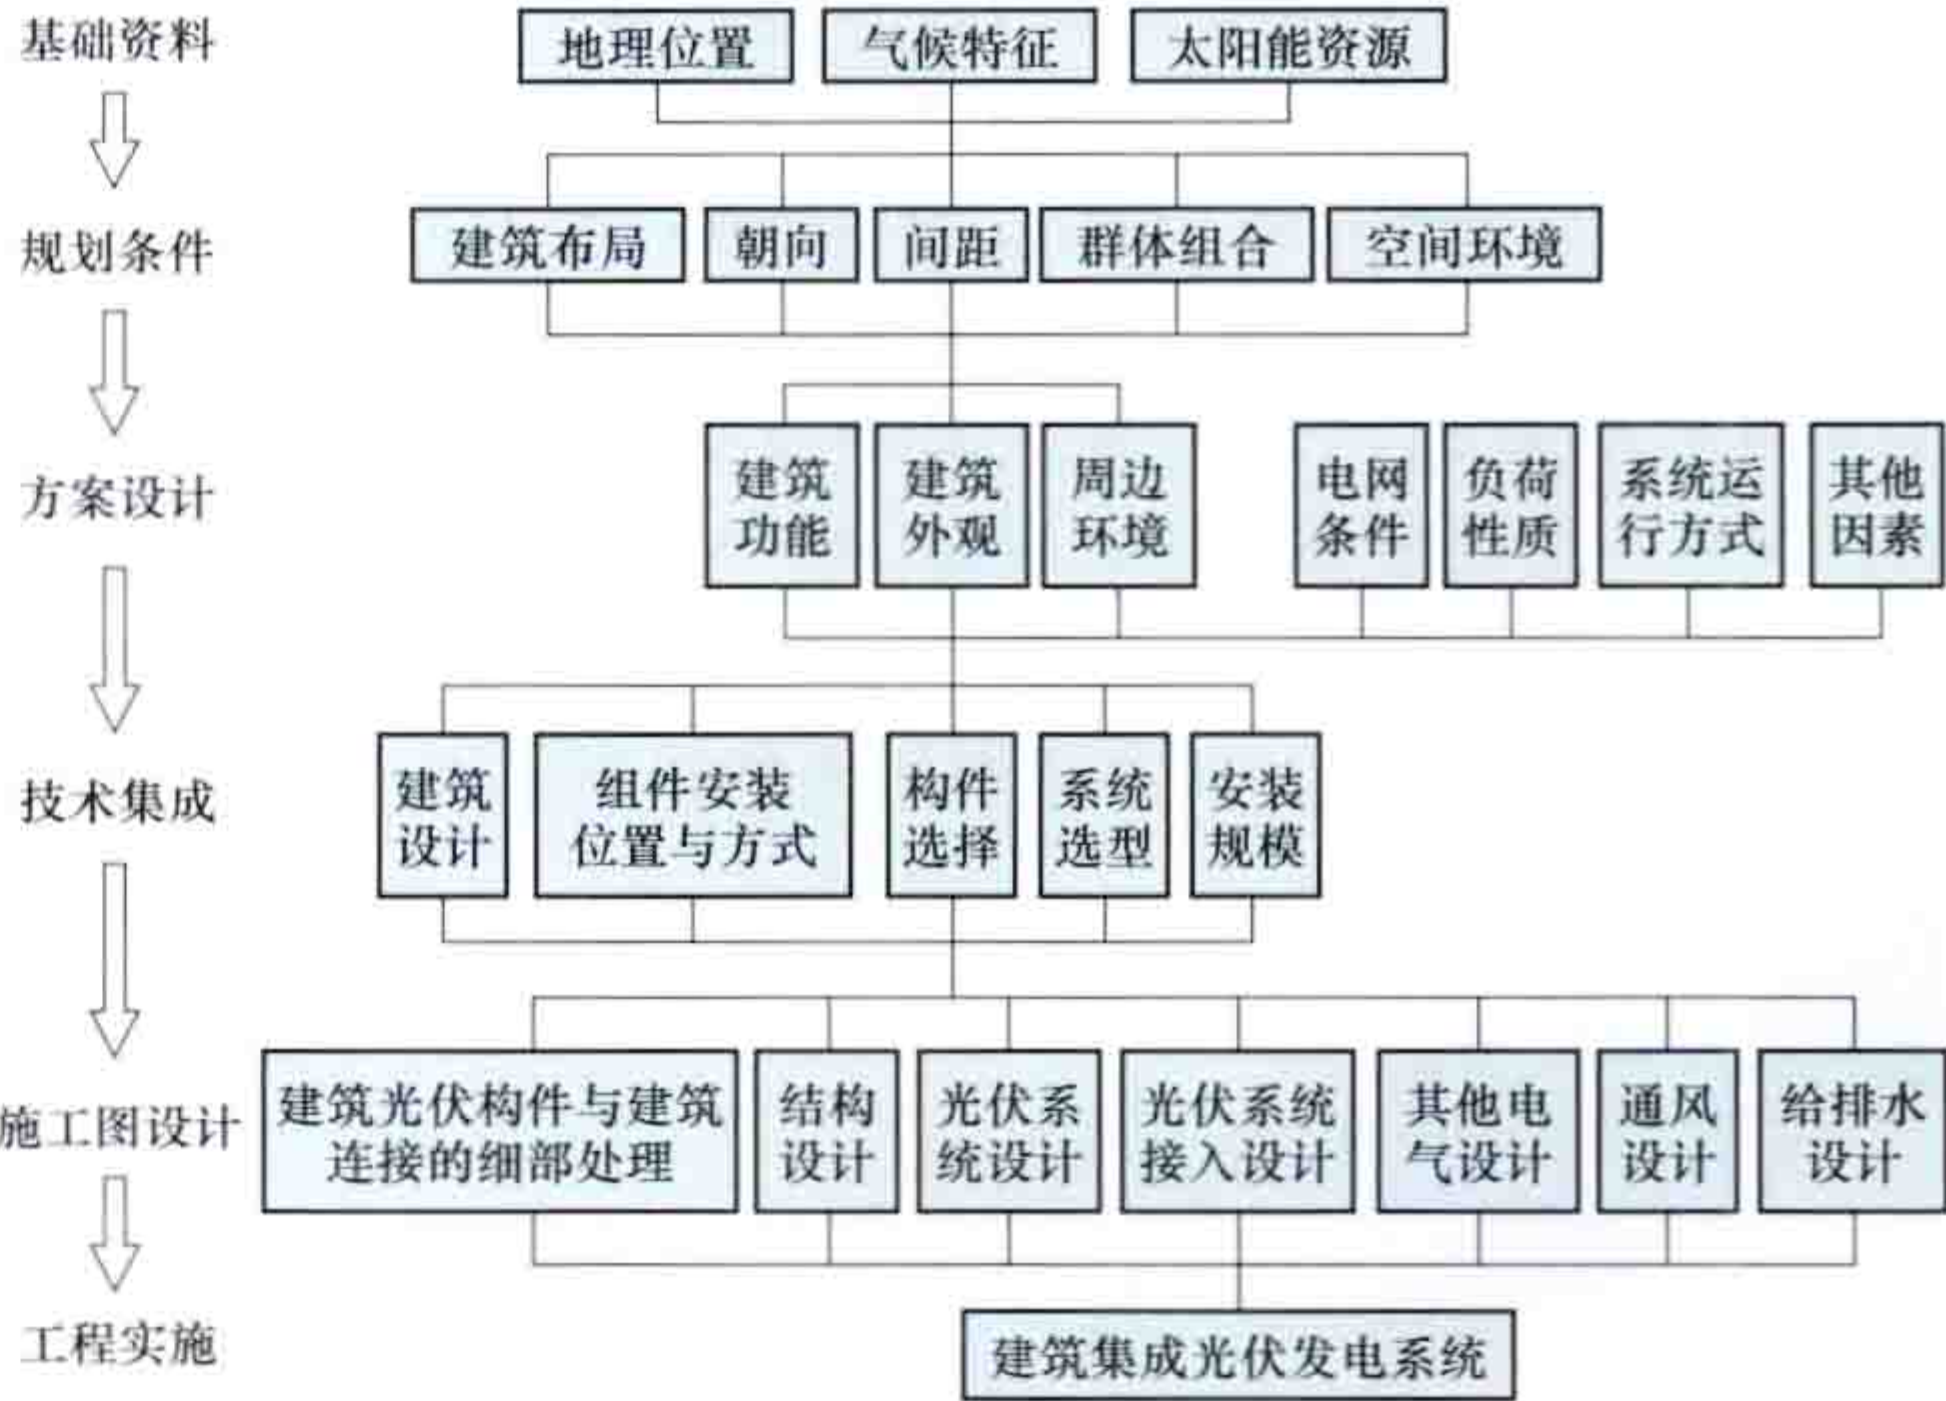 基础资料
地理位置
气候特征
太阳能资源
规划条件
建筑布局
朝向
间距
群体组合
空间环境
方案设计
建筑
功能
建筑
外观
周边
环境
电网
条件
负荷
性质
系统运
行方式
其他
因素
技术集成
建筑
设计
组件安装
位置与方式
构件
选择
系统
选型
安装
规模
施工图设计
建筑光伏构件与建筑
连接的细部处理
结构
设计
光伏系
统设计
光伏系统
接入设计
其他电
气设计
通风
设计
给排水
设计
工程实施
建筑集成光伏发电系统